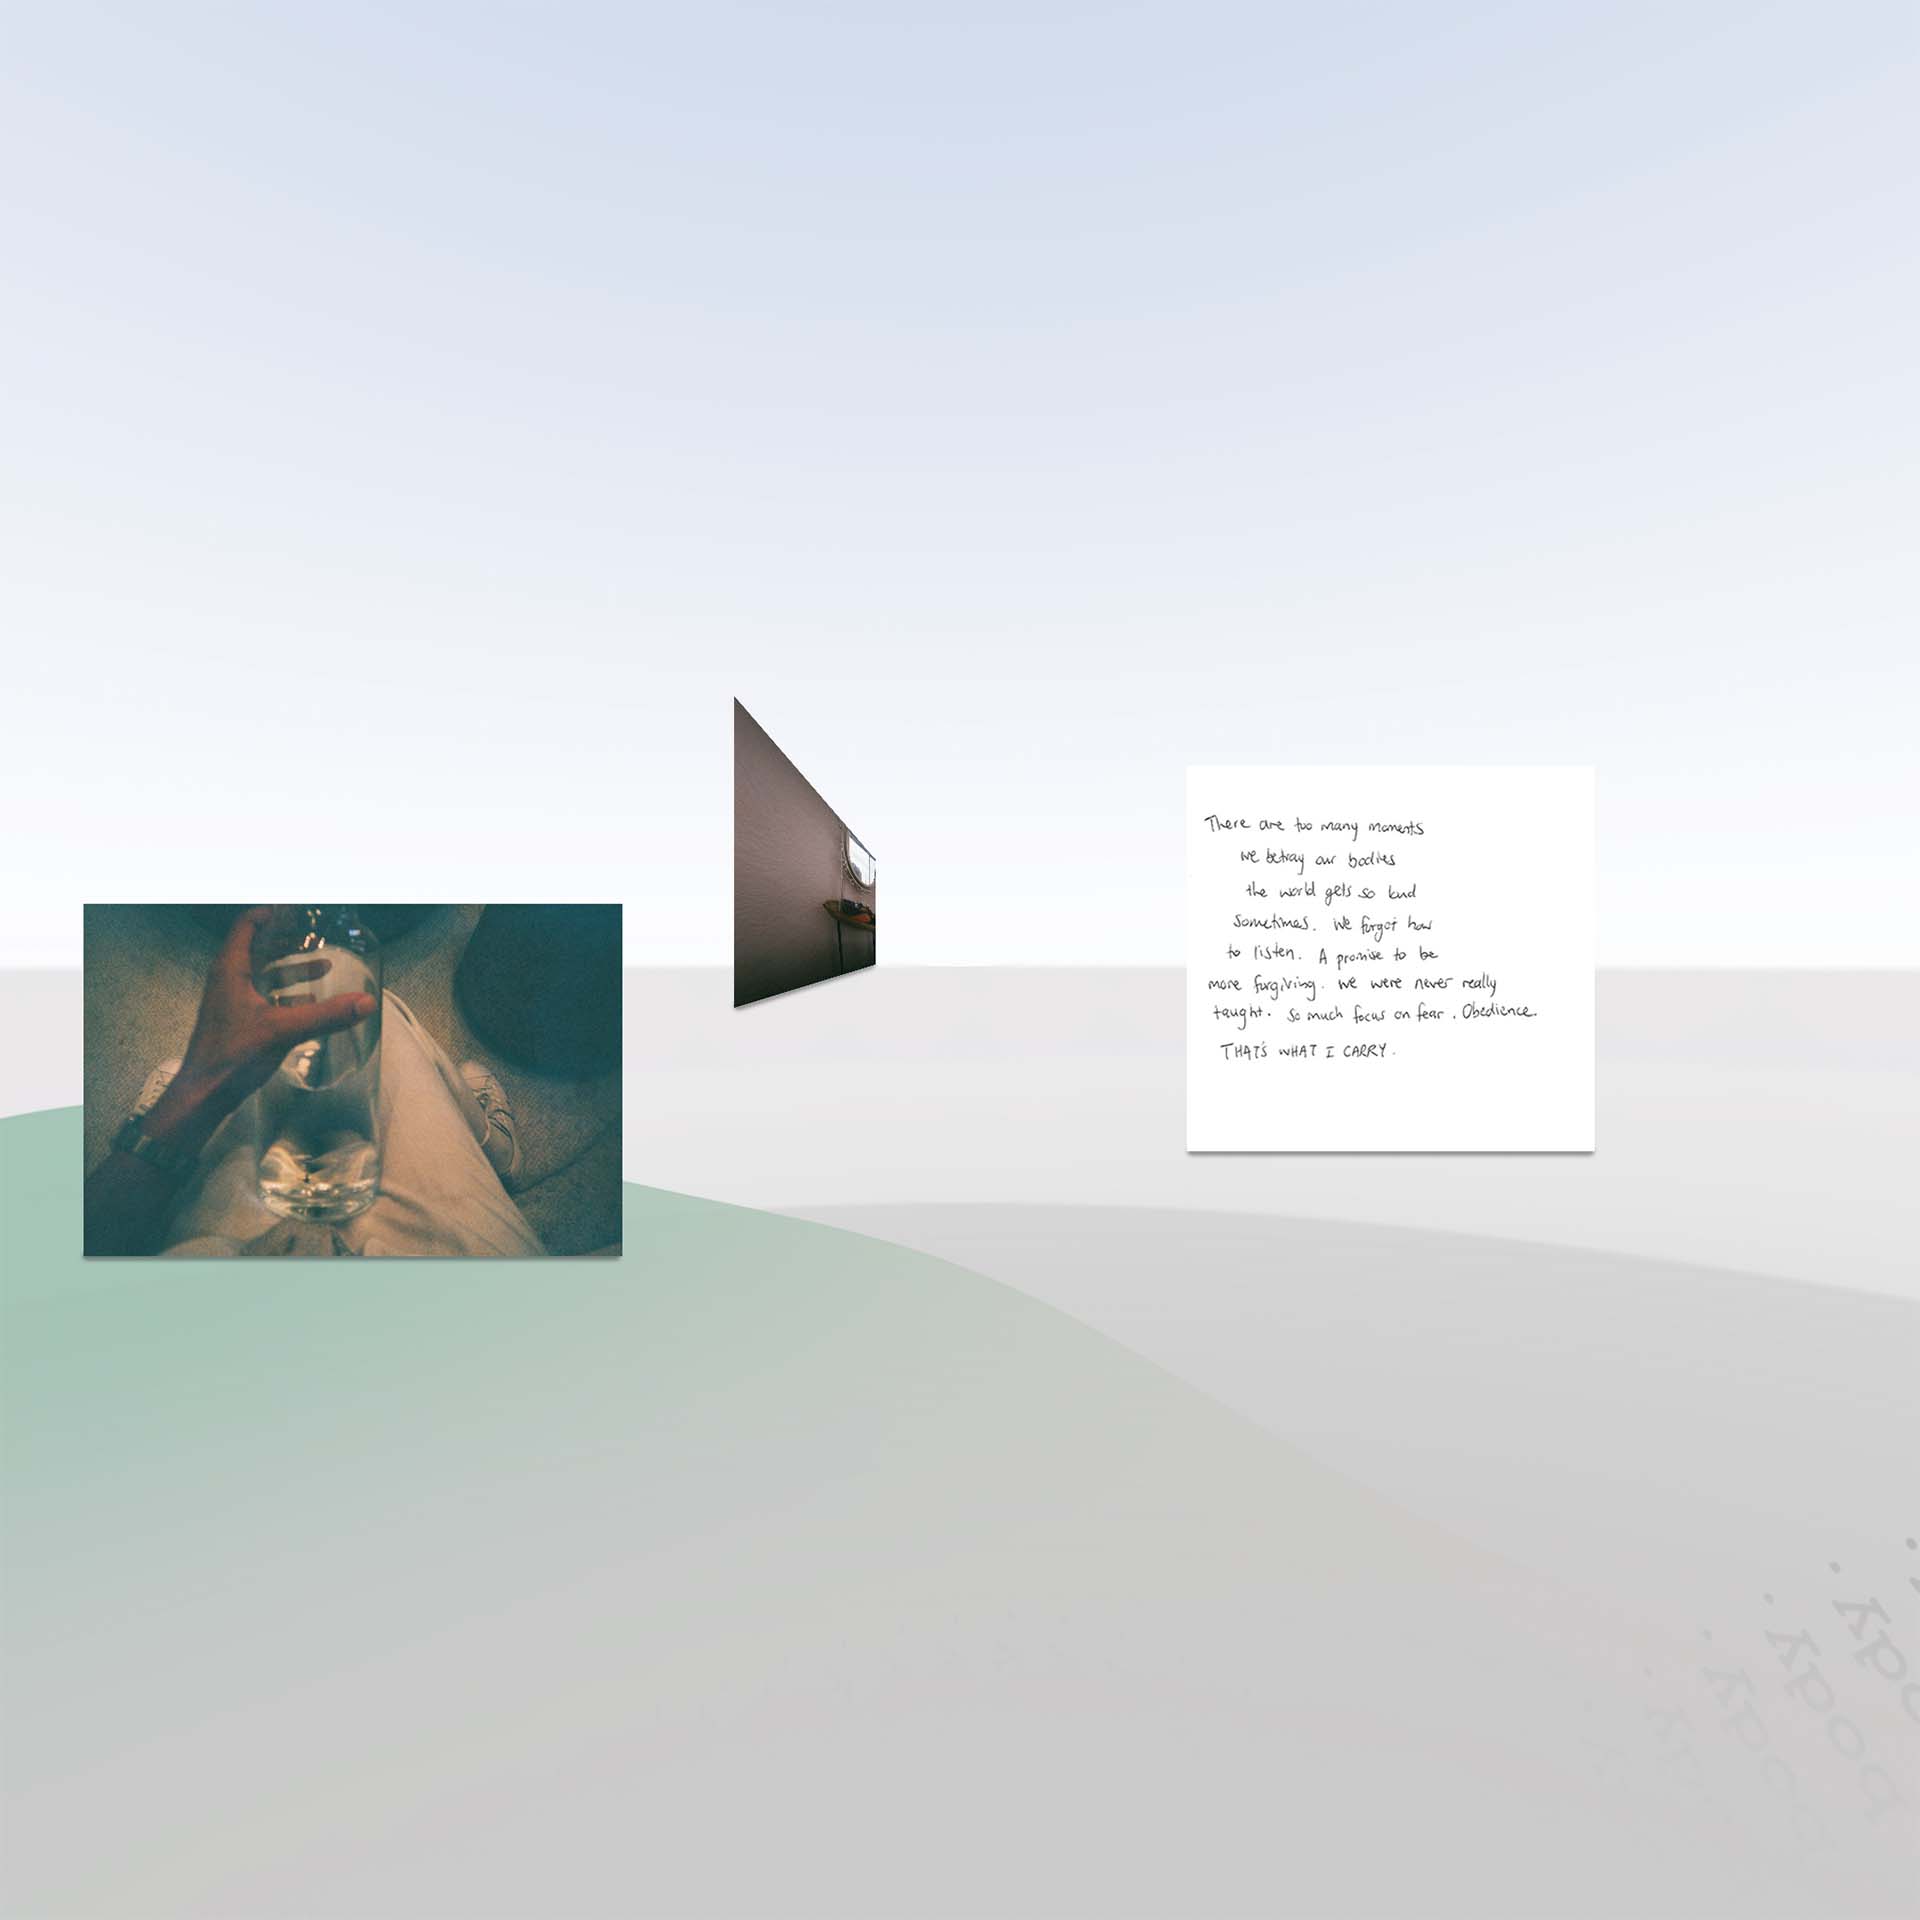 There are too many moments
we betray our bodies
the world gets so loud
sometimes. We forgot how
to listen. A promise to be
more forgiving. We were never really
taught. So much focus on fear. Obedience.
THAT'S WHAT I CARRY.
body.
body.